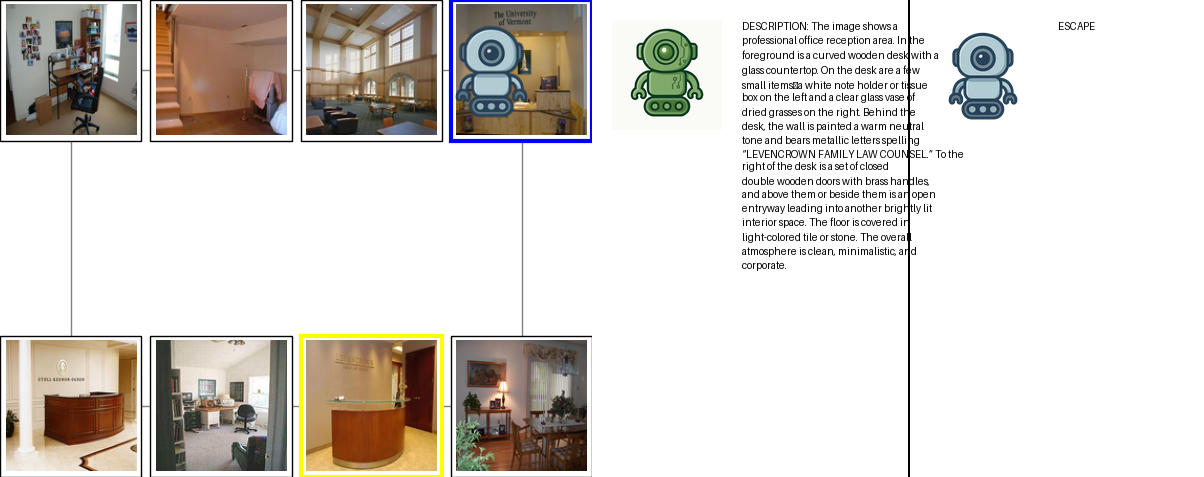 The University
of Vermont
DESCRIPTION: The image shows a
professional office reception area. In the
foreground is a curved wooden desk with a
glass countertop. On the desk are a few
small items a white note holder or tissue
box on the left and a clear glass vase of
dried grasses on the right. Behind the
desk, the wall is painted a warm neutral
tone and bears metallic letters spelling
“LEVENCROWN FAMILY LAW COUNSEL.” To the
right of the desk is a set of closed
double wooden doors with brass handles,
and above them or beside them is an open
entryway leading into another brightly lit
interior space. The floor is covered in
light-colored tile or stone. The overall
atmosphere is clean, minimalistic, and
corporate.
ESCAPE